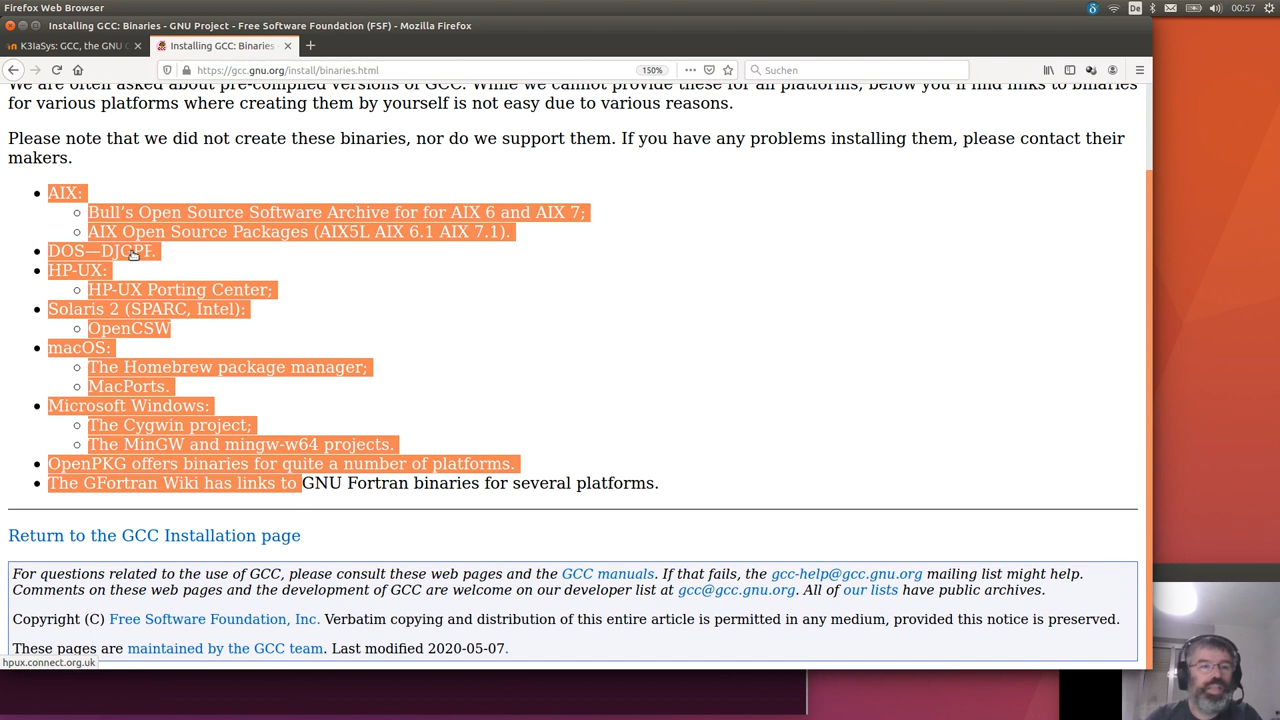 Firefox Web Browser
De
00:57
Installing GCC: Binaries - GNU Project - Free Software Foundation (FSF) - Mozilla Firefox
K3IaSys: GCC, the GNU C
Installing GCC: Binaries -
https://gcc.gnu.org/install/binaries.html
150%
Suchen
We are often asked about pre-compiled versions of GCC. While we cannot provide these for all platforms, below you'll find links to binaries
for various platforms where creating them by yourself is not easy due to various reasons.
Please note that we did not create these binaries, nor do we support them. If you have any problems installing them, please contact their
makers.
AIX:
Bull's Open Source Software Archive for for AIX 6 and AIX 7;
AIX Open Source Packages (AIX5L AIX 6.1 AIX 7.1).
DOS—DJGPP.
HP-UX:
HP-UX Porting Center;
Solaris 2 (SPARC, Intel):
OpenCSW
macOS:
The Homebrew package manager;
MacPorts.
Microsoft Windows:
The Cygwin project;
The MinGW and mingw-w64 projects.
OpenPKG offers binaries for quite a number of platforms.
The GFortran Wiki has links to GNU Fortran binaries for several platforms.
Return to the GCC Installation page
For questions related to the use of GCC, please consult these web pages and the GCC manuals. If that fails, the gcc-help@gcc.gnu.org mailing list might help.
Comments on these web pages and the development of GCC are welcome on our developer list at gcc@gcc.gnu.org. All of our lists have public archives.
Copyright (C) Free Software Foundation, Inc. Verbatim copying and distribution of this entire article is permitted in any medium, provided this notice is preserved.
These pages are maintained by the GCC team. Last modified 2020-05-07.
hpux.connect.org.uk